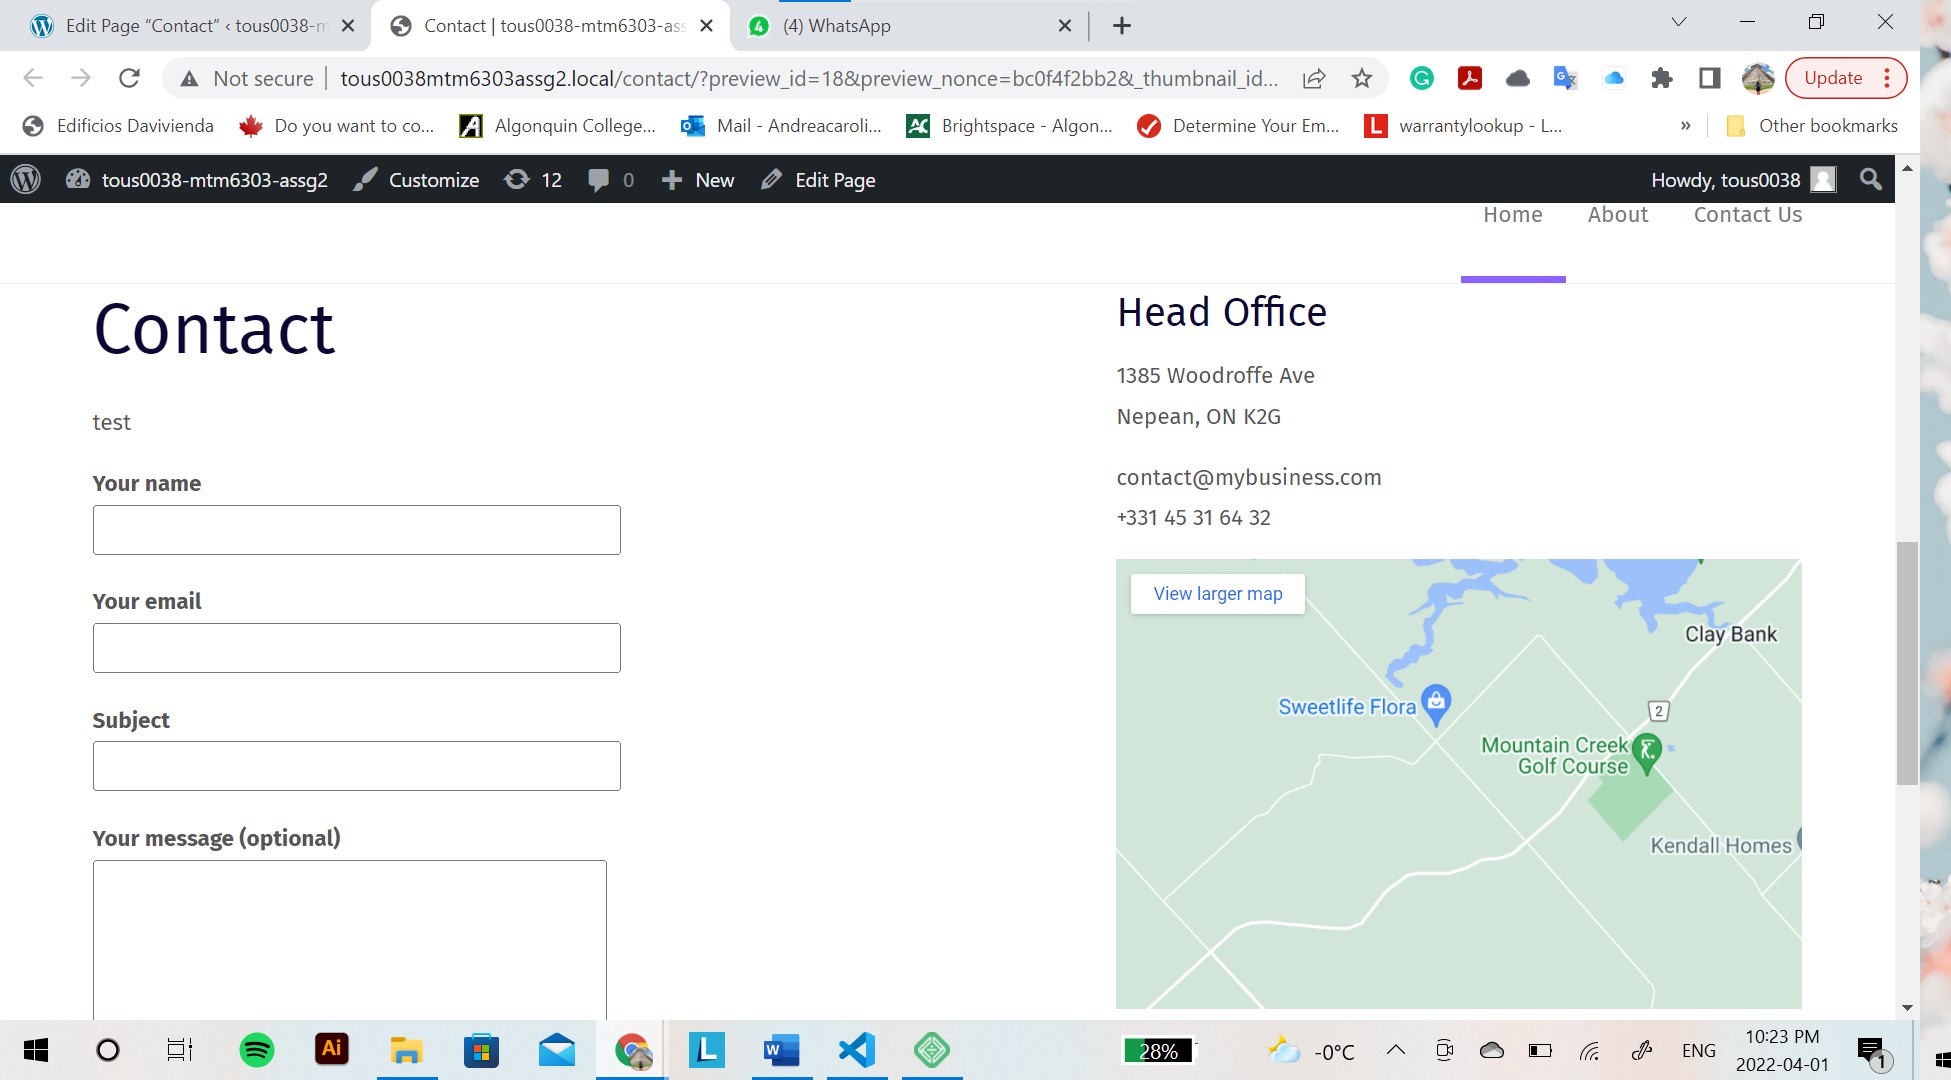 Edit Page “Contact” ‹ tous0038-m
Contact | tous0038-mtm6303-ass
4
(4) WhatsApp
Not secure
tous0038mtm6303assg2.local/contact/?preview_id=18&preview_nonce=bc0f4f2bb2&_thumbnail_id...
Update
Edificios Davivienda
Do you want to co...
Algonquin College...
Mail - Andreacaroli...
Brightspace - Algon...
Determine Your Em...
warrantylookup - L...
»
Other bookmarks
tous0038-mtm6303-assg2
Customize
12
0
New
Edit Page
Howdy, tous0038
Home
About
Contact Us
Contact
test
Your name
Your email
Subject
Your message (optional)
Head Office
1385 Woodroffe Ave
Nepean, ON K2G
contact@mybusiness.com
+331 45 31 64 32
View larger map
Clay Bank
Sweetlife Flora
2
Mountain Creek
Golf Course
Kendall Homes
Ai
L
W
28%
-0°C
ENG
10:23 PM
2022-04-01
1